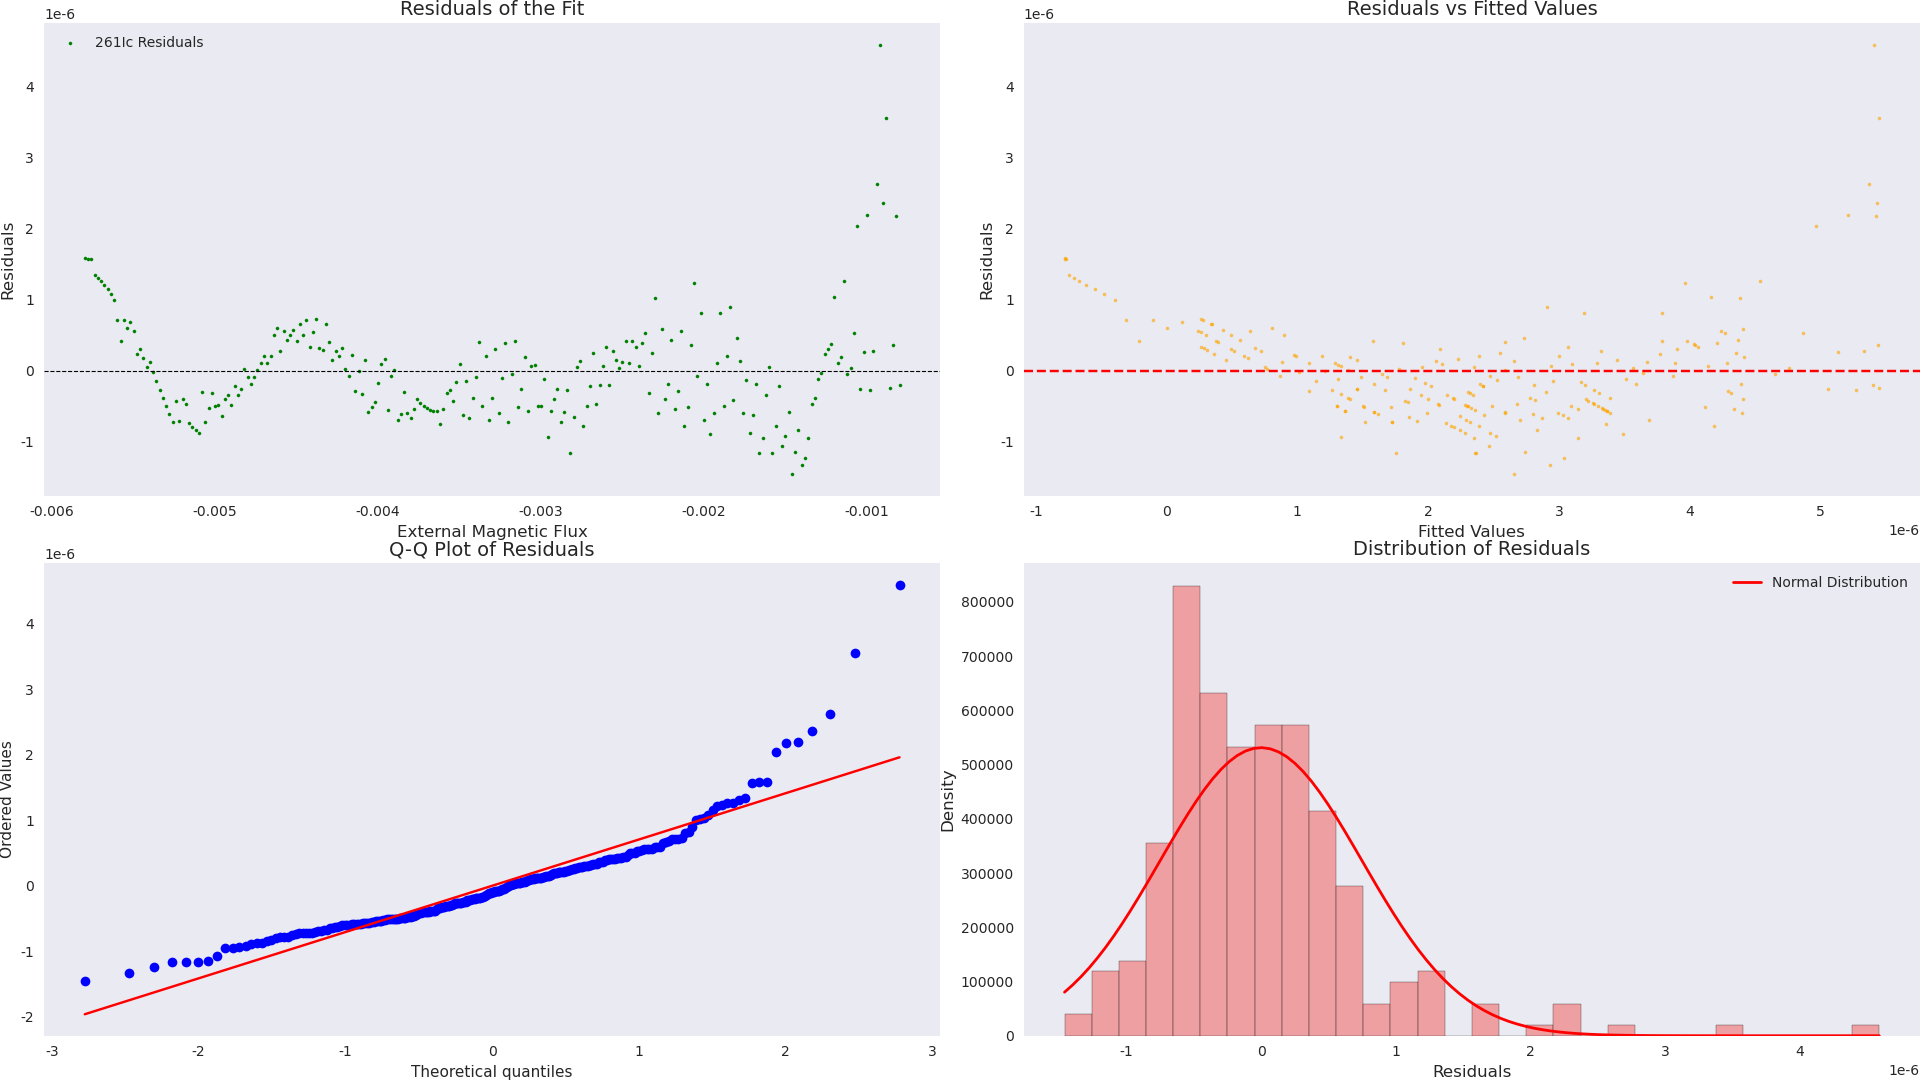 Residuals of the Fit
1e-6
261Ic Residuals
4
3
2
1
0
-1
Residuals
-0.006
-0.005
-0.004
-0.003
-0.002
-0.001
External Magnetic Flux
Residuals vs Fitted Values
1e-6
4
3
2
1
0
-1
Residuals
-1
0
1
2
3
4
5
1e-6
Fitted Values
Q-Q Plot of Residuals
1e-6
4
3
2
1
0
-1
-2
Ordered Values
-3
-2
-1
0
1
2
3
Theoretical quantiles
Distribution of Residuals
Normal Distribution
800000
700000
600000
500000
400000
300000
200000
100000
0
Density
-1
0
1
2
3
4
1e-6
Residuals